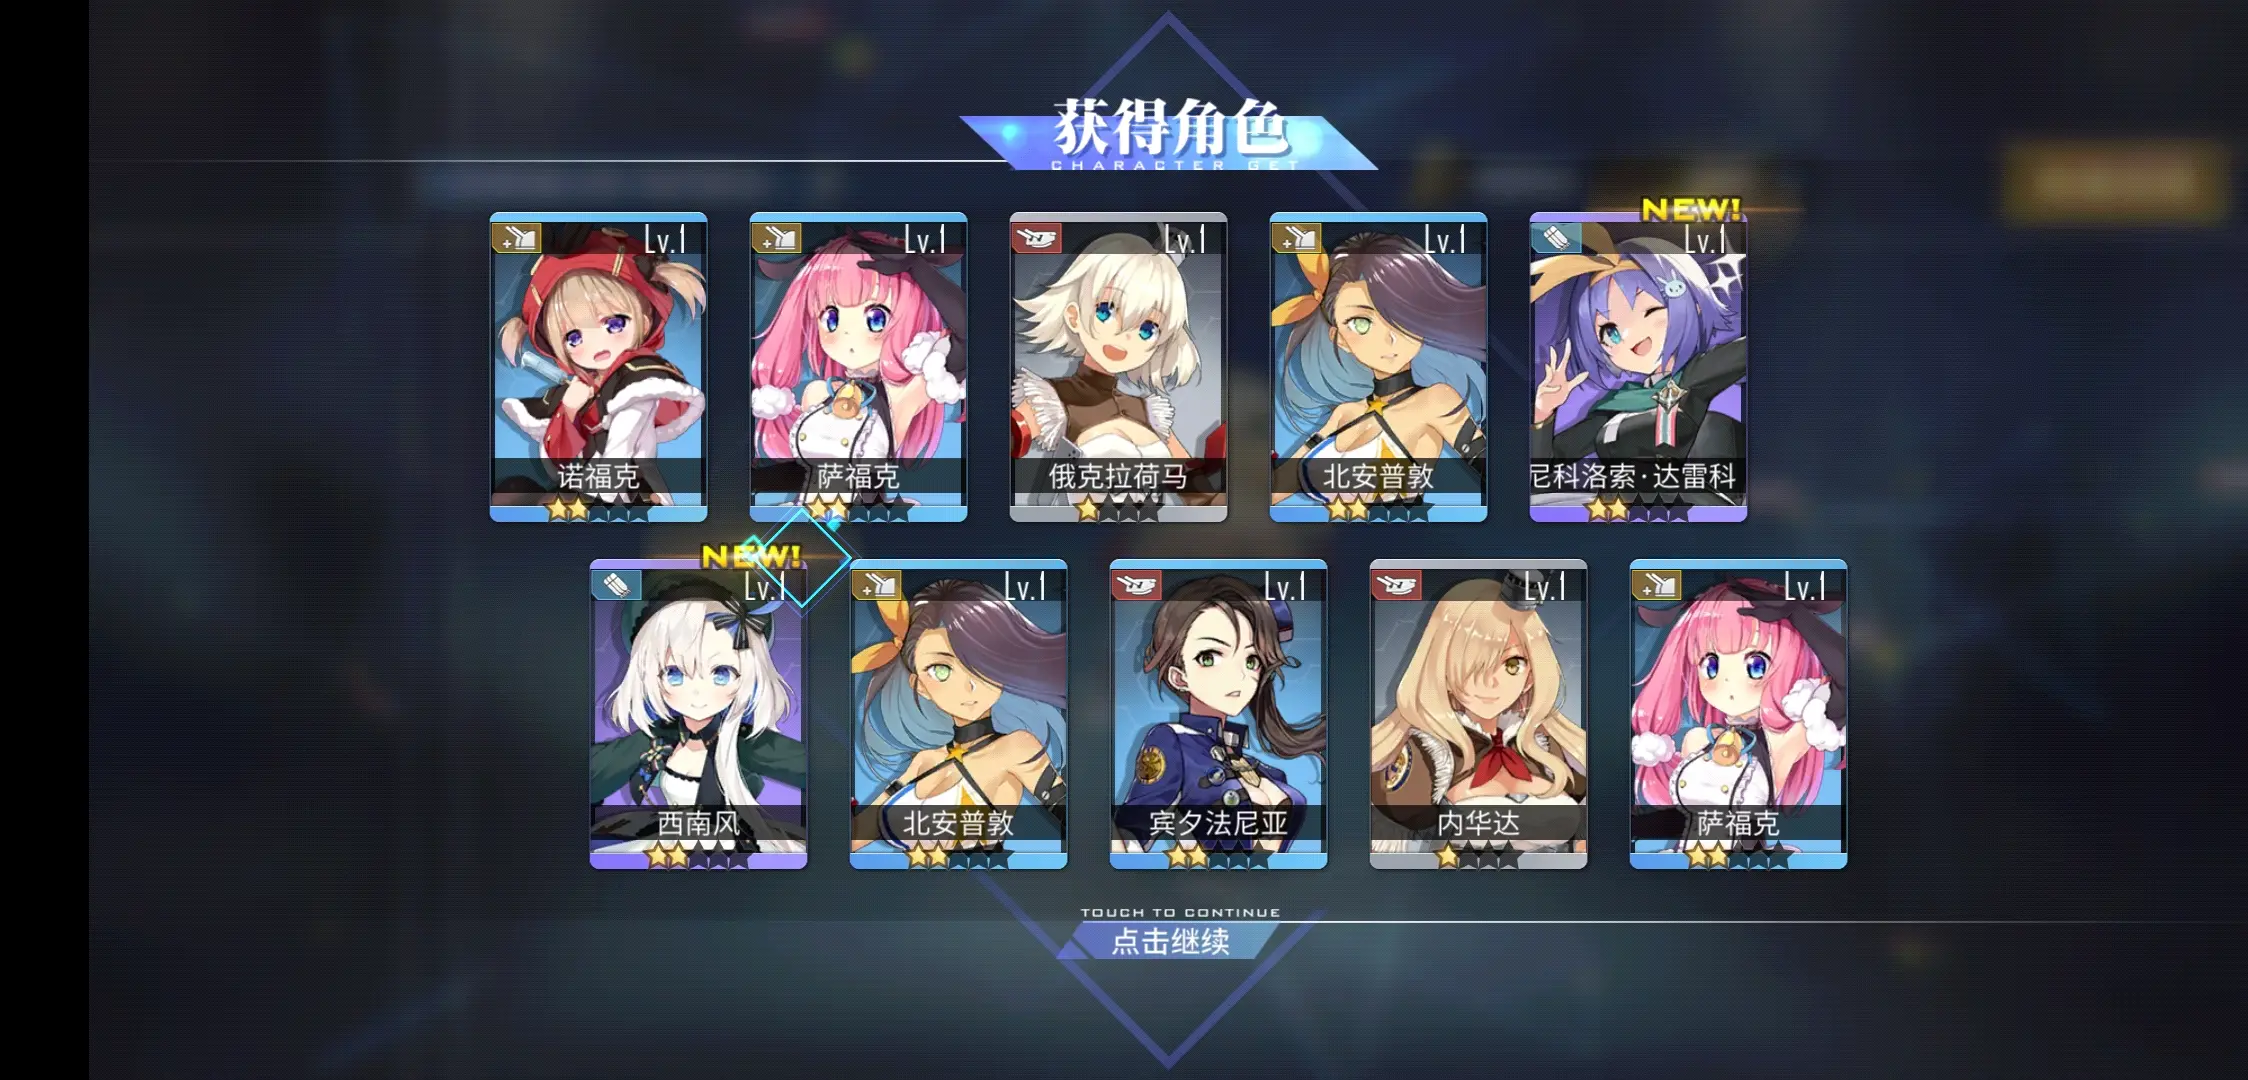 获得角色
CHARACTER GET
NEW!
Lv.1
Lv.1
Lv.1
Lv.1
Lv.1
诺福克
萨福克
俄克拉荷马
北安普敦
尼科洛索·达雷科
NEW!
Lv.1
Lv.1
Lv.1
Lv.1
Lv.1
西南风
北安普敦
宾夕法尼亚
内华达
萨福克
TOUCH TO CONTINUE
点击继续